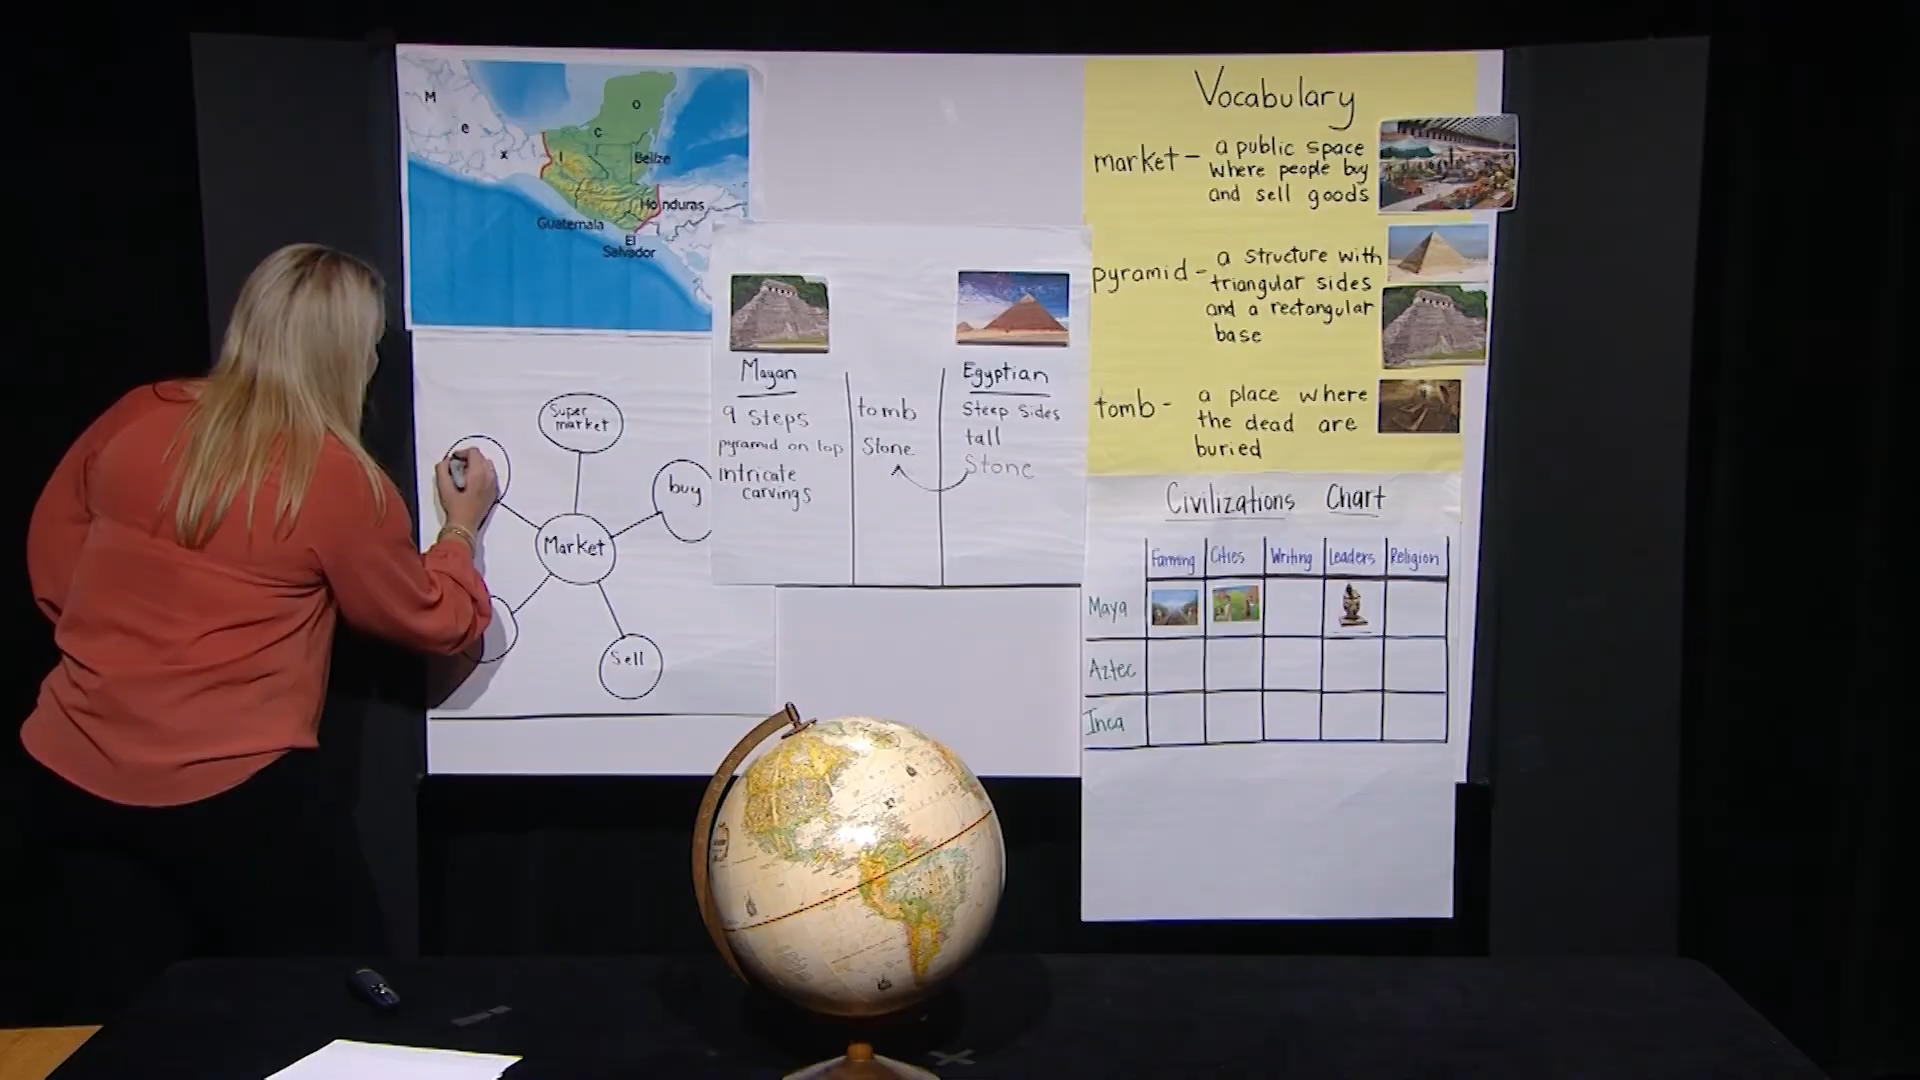 M
e
x
I
C
O
Belize
Honduras
Guatemala
El
Salvador
Super
market
buy
Market
Sell
Mayan
9 Steps
pyramid on top
intricate
carvings
tomb
Stone
Egyptian
Steep sides
tall
Stone
Vocabulary
market - a public space
where people buy
and sell goods
pyramid - a structure with
triangular sides
and a rectangular
base
tomb - a place where
the dead are
buried
Civilizations Chart
Farming Cities Writing Leaders Religion
Maya
Aztec
Inca